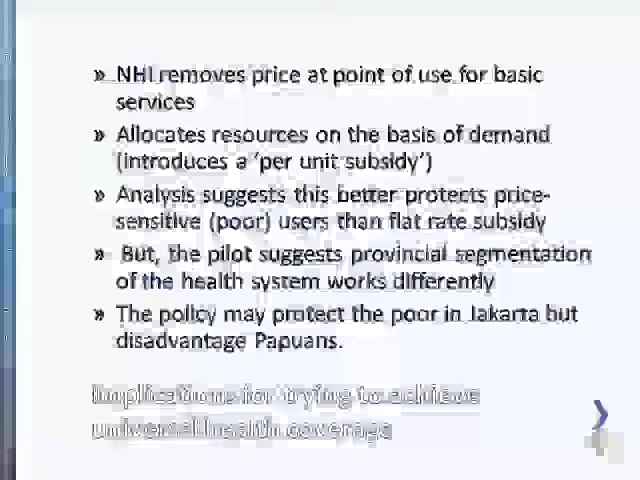 » NHI removes price at point of use for basic
services
» Allocates resources on the basis of demand
(introduces a 'per unit subsidy')
» Analysis suggests this better protects price-
sensitive (poor) users than flat rate subsidy
» But, the pilot suggests provincial segmentation
of the health system works differently
» The policy may protect the poor in Jakarta but
disadvantage Papuans.
Implications for trying to achieve
universal health coverage